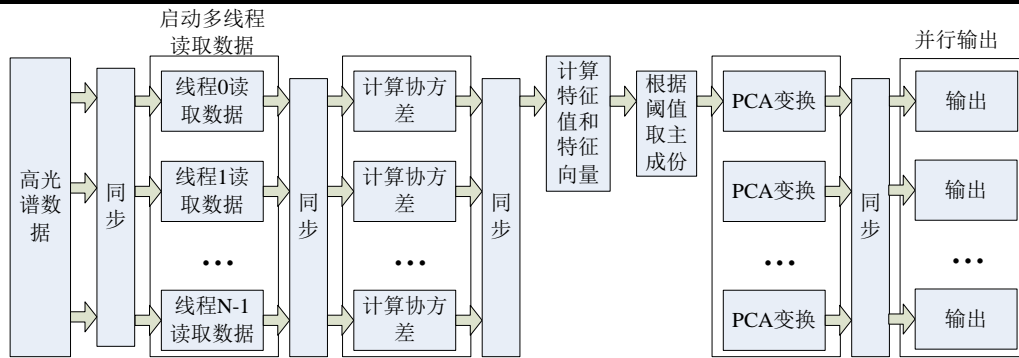 启动多线程
读取数据
并行输出
高光
谱数
据
同
步
线程0读
取数据
线程1读
取数据
...
线程N-1
读取数据
同
步
计算协方
差
计算协方
差
...
计算协方
差
同
步
计算
特征
值和
特征
向量
根据
阈值
取主
成份
PCA变换
PCA变换
...
PCA变换
同
步
输出
输出
...
输出